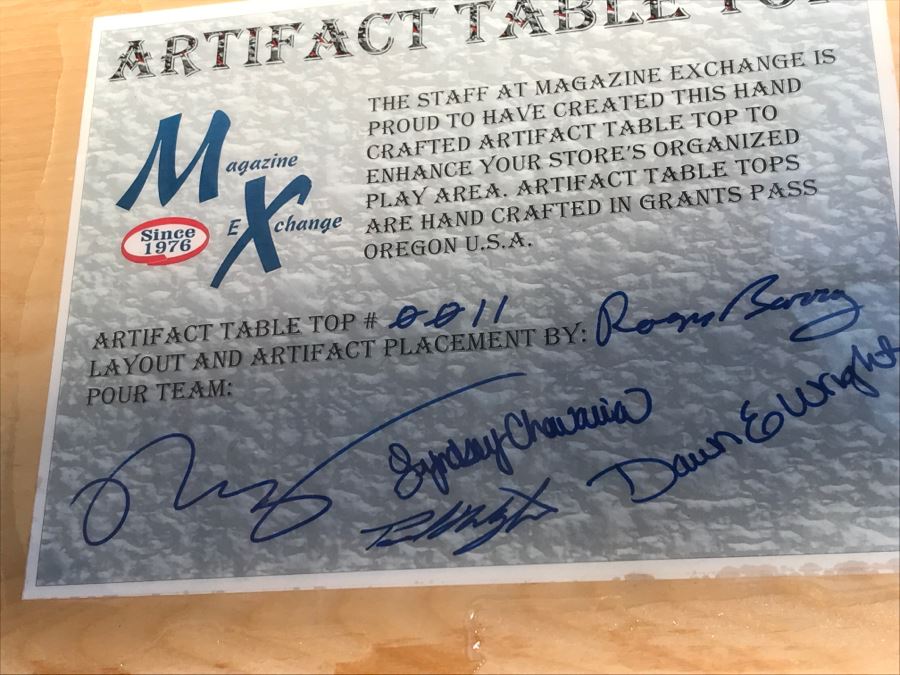 ARTIFACT TABLE TOP
Magazine
Exchange
Since
1976
THE STAFF AT MAGAZINE EXCHANGE IS
PROUD TO HAVE CREATED THIS HAND
CRAFTED ARTIFACT TABLE TOP TO
ENHANCE YOUR STORE'S ORGANIZED
PLAY AREA. ARTIFACT TABLE TOPS
ARE HAND CRAFTED IN GRANTS PASS
OREGON U.S.A.
ARTIFACT TABLE TOP # 0011
LAYOUT AND ARTIFACT PLACEMENT BY: Roger Barry
POUR TEAM:
Lyndsay Chavarria
Dawn E Wright